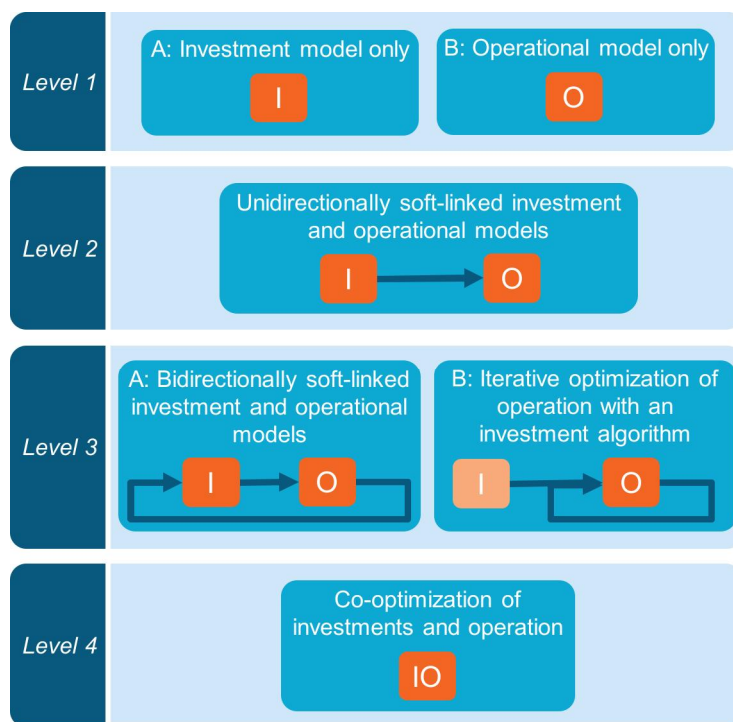 Level 1
A: Investment model only
I
B: Operational model only
O
Level 2
Unidirectionally soft-linked investment
and operational models
I
O
Level 3
A: Bidirectionally soft-linked
investment and operational
models
I
O
B: Iterative optimization of
operation with an
investment algorithm
I
O
Level 4
Co-optimization of
investments and operation
IO